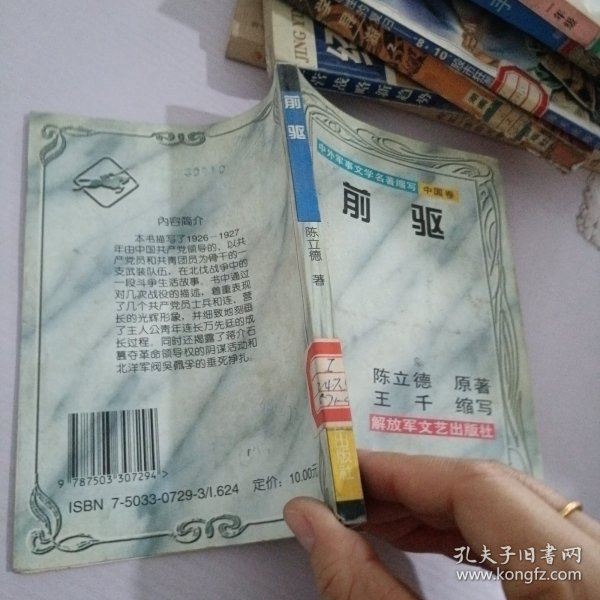 中外军事文学名著缩写 中国卷
前驱
陈立德 原著
王千 缩写
解放军文艺出版社
前驱
陈立德 著
I
出版社
内容简介
本书描写了1926—1927
年由中国共产党领导的、以共
产党员和共青团员为骨干的一
支武装队伍,在北伐战争中的
一段斗争生活故事。书中通过
对几次战役的描述,着重表现
了几个共产党员士兵和连、营
长的光辉形象,并细致地刻画
了主人公青年连长万先廷的成
长过程,同时还揭露了蒋介石
篡夺革命领导权的阴谋活动和
北洋军阀吴佩孚的垂死挣扎。
9 787503 307294 >
ISBN 7-5033-0729-3/I.624 定价:10.00元
一年级
孔夫子旧书网
www.kongfz.com